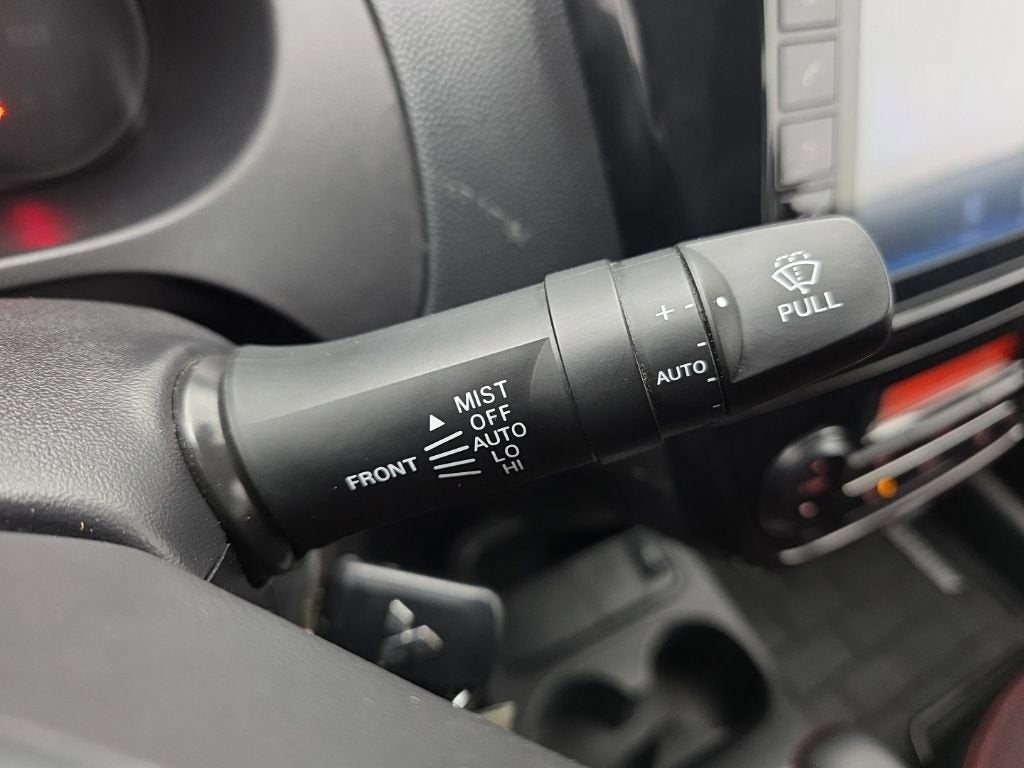 MIST
OFF
AUTO
LO
HI
FRONT
+
AUTO
PULL